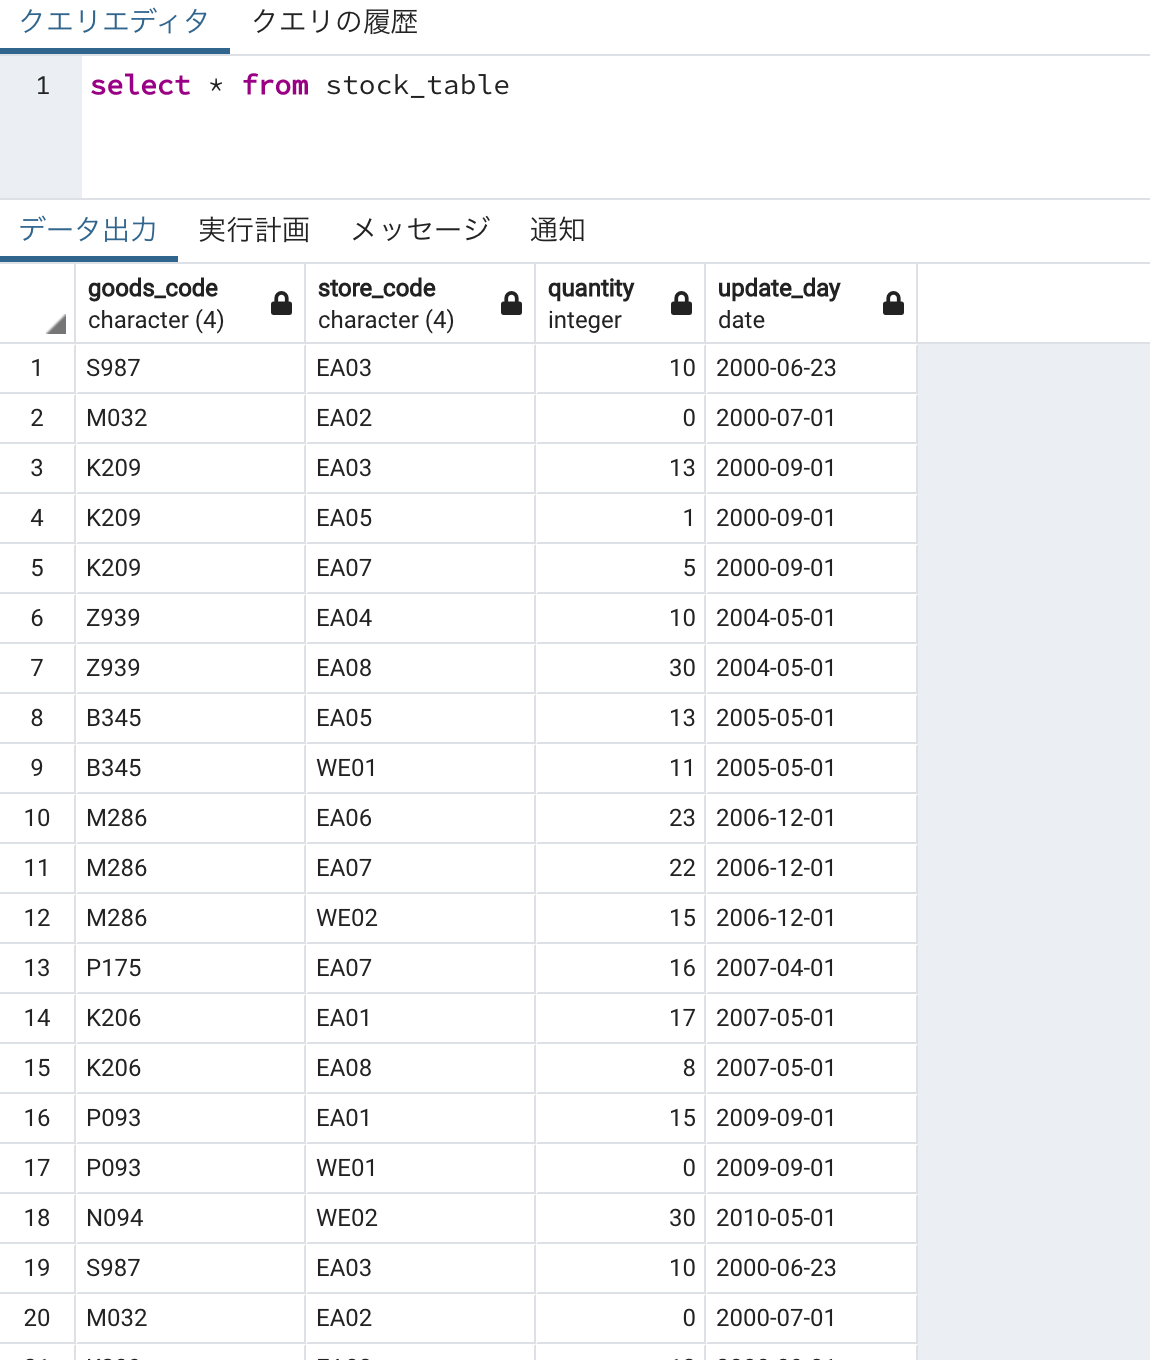 クエリエディタ クエリの履歴
1 select * from stock_table
データ出力 実行計画 メッセージ 通知
goods_code store_code quantity update_day
character (4) character (4) integer date
1 S987 EA03 10 2000-06-23
2 M032 EA02 0 2000-07-01
3 K209 EA03 13 2000-09-01
4 K209 EA05 1 2000-09-01
5 K209 EA07 5 2000-09-01
6 Z939 EA04 10 2004-05-01
7 Z939 EA08 30 2004-05-01
8 B345 EA05 13 2005-05-01
9 B345 WE01 11 2005-05-01
10 M286 EA06 23 2006-12-01
11 M286 EA07 22 2006-12-01
12 M286 WE02 15 2006-12-01
13 P175 EA07 16 2007-04-01
14 K206 EA01 17 2007-05-01
15 K206 EA08 8 2007-05-01
16 P093 EA01 15 2009-09-01
17 P093 WE01 0 2009-09-01
18 N094 WE02 30 2010-05-01
19 S987 EA03 10 2000-06-23
20 M032 EA02 0 2000-07-01